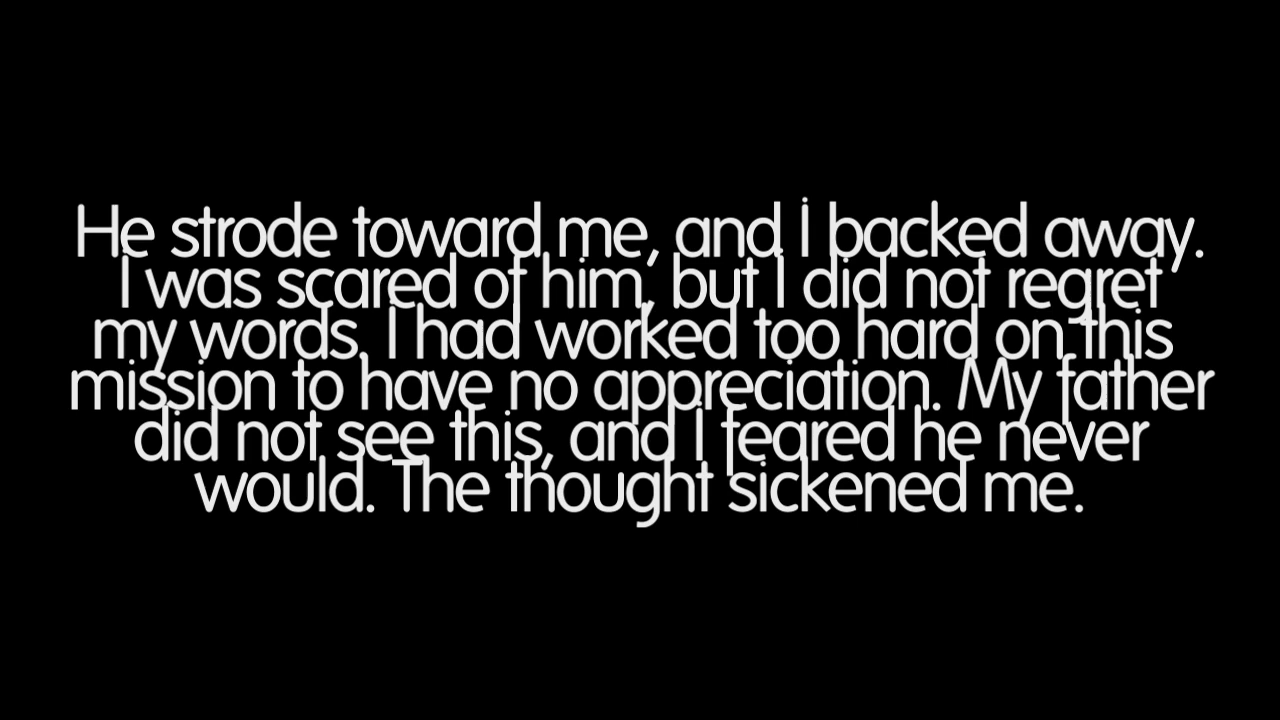 He strode toward me, and I backed away.
I was scared of him, but I did not regret
my words. I had worked too hard on this
mission to have no appreciation. My father
did not see this, and I feared he never
would. The thought sickened me.